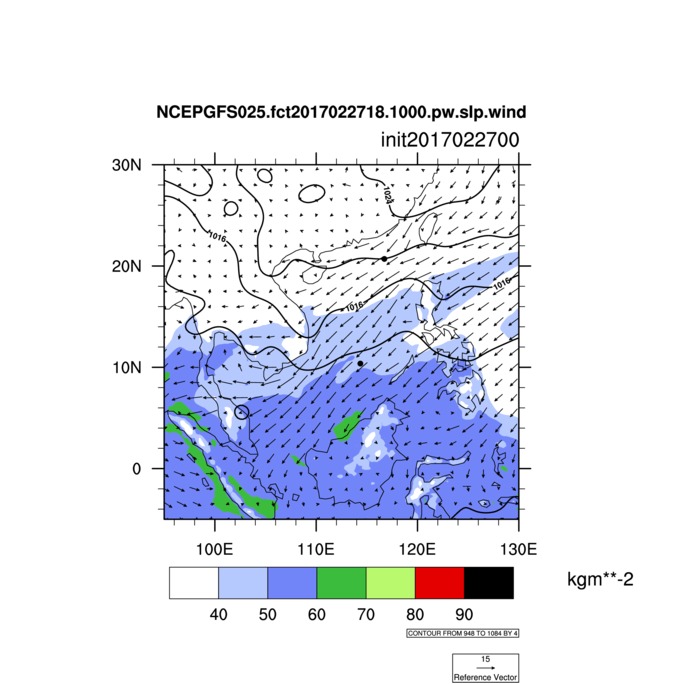 NCEPGFS025.fct2017022718.1000.pw.slp.wind
init2017022700
30N
1024
1016
20N
1016
1016
10N
0
100E 110E 120E 130E
kgm**-2
40 50 60 70 80 90
CONTOUR FROM 948 TO 1084 BY 4
15
Reference Vector